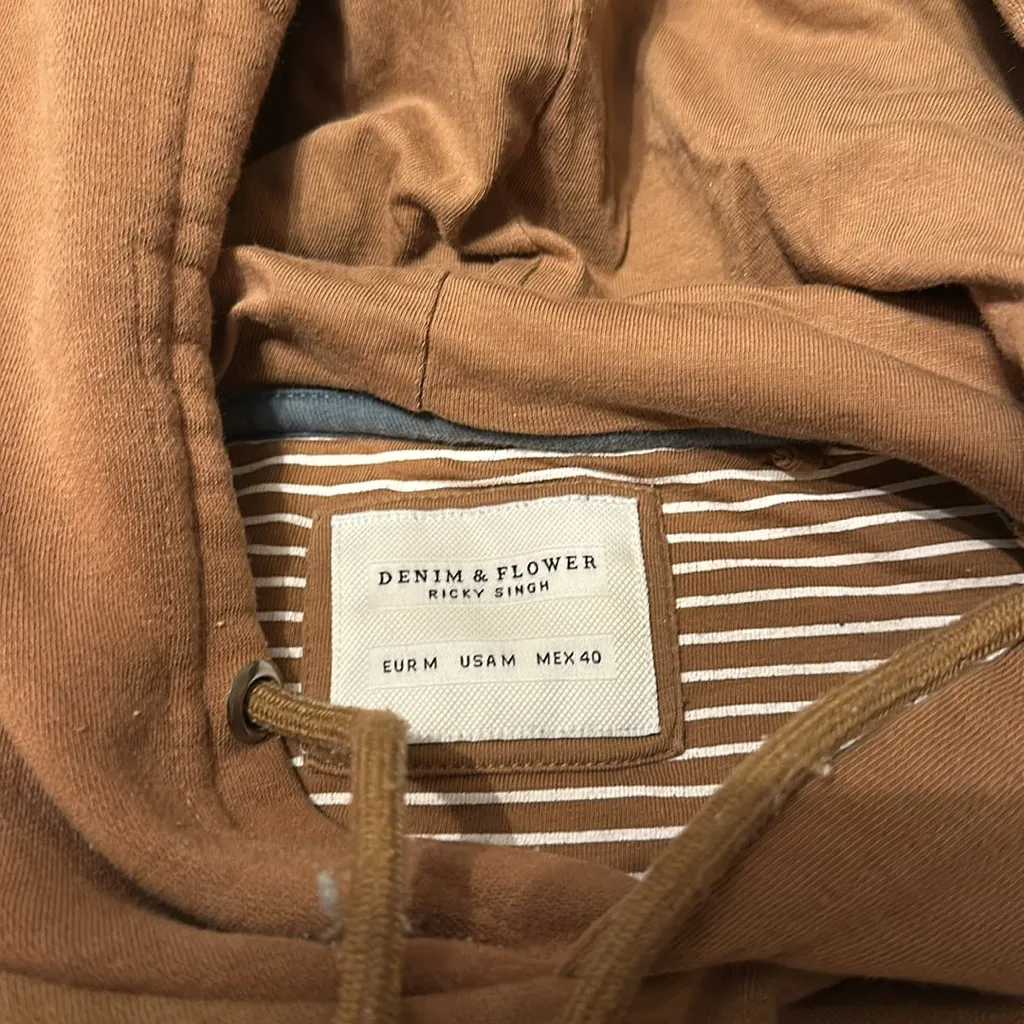 DENIM & FLOWER
RICKY SINGH
EUR M USA M MEX 40